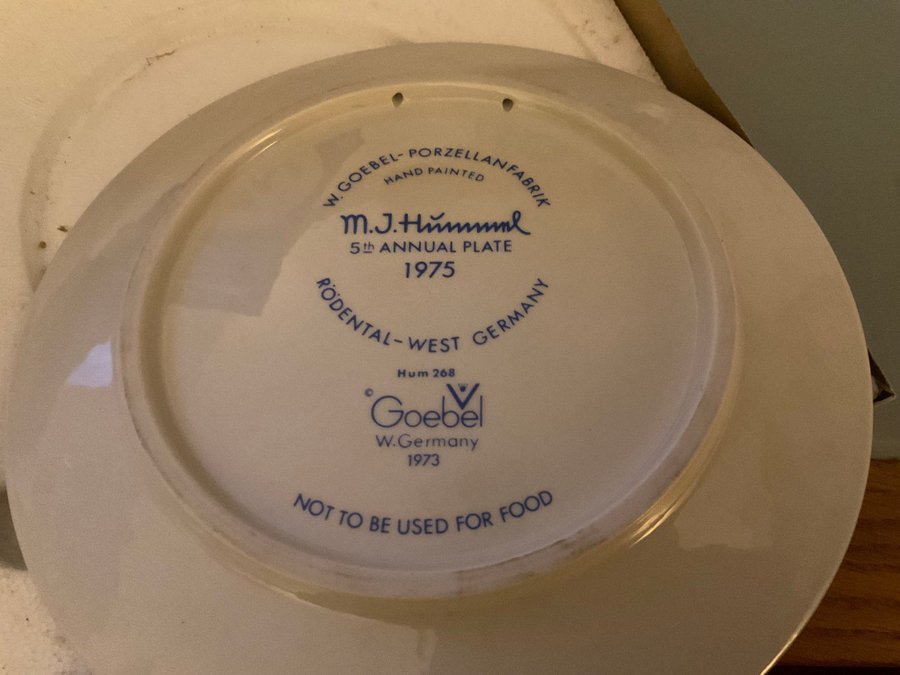 W. GOEBEL-PORZELLANFABRIK
HAND PAINTED
M.J. Hummel
5th ANNUAL PLATE
1975
RÖDENTAL-WEST GERMANY
Hum 268
© Goebel
W. Germany
1973
NOT TO BE USED FOR FOOD